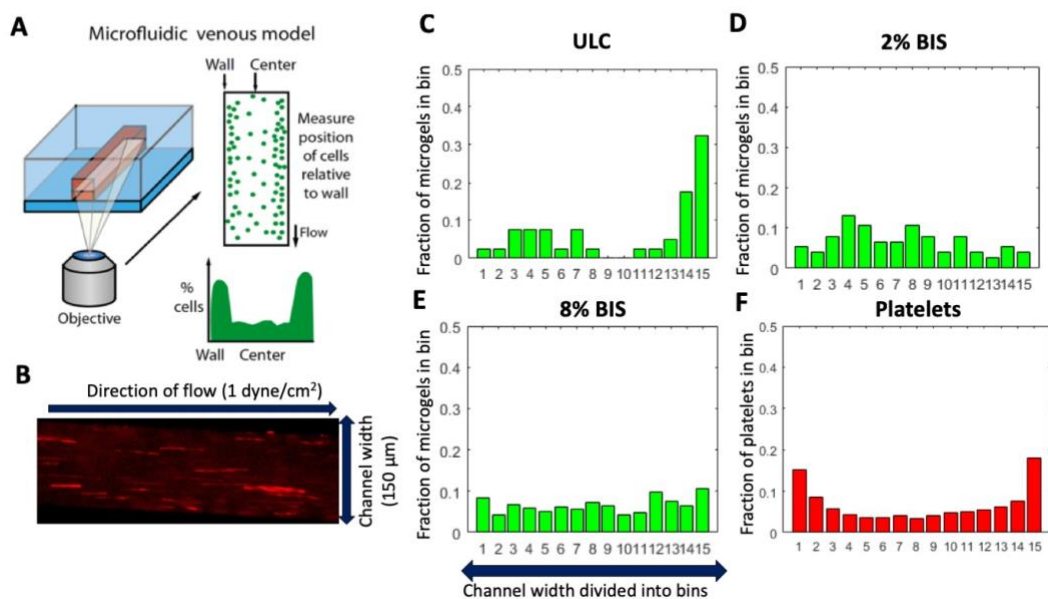 A
Microfluidic venous model
Wall
Center
Measure
position
of cells
relative
to wall
Flow
Objective
%
cells
Wall
Center
B
Direction of flow (1 dyne/cm²)
Channel width
(150 µm)
C
ULC
Fraction of microgels in bin
0.5
0.4
0.3
0.2
0.1
0
1 2 3 4 5 6 7 8 9 10 11 12 13 14 15
D
2% BIS
Fraction of microgels in bin
0.5
0.4
0.3
0.2
0.1
0
1 2 3 4 5 6 7 8 9 10 11 12 13 14 15
E
8% BIS
Fraction of microgels in bin
0.5
0.4
0.3
0.2
0.1
0
1 2 3 4 5 6 7 8 9 10 11 12 13 14 15
Channel width divided into bins
F
Platelets
Fraction of platelets in bin
0.5
0.4
0.3
0.2
0.1
0
1 2 3 4 5 6 7 8 9 10 11 12 13 14 15